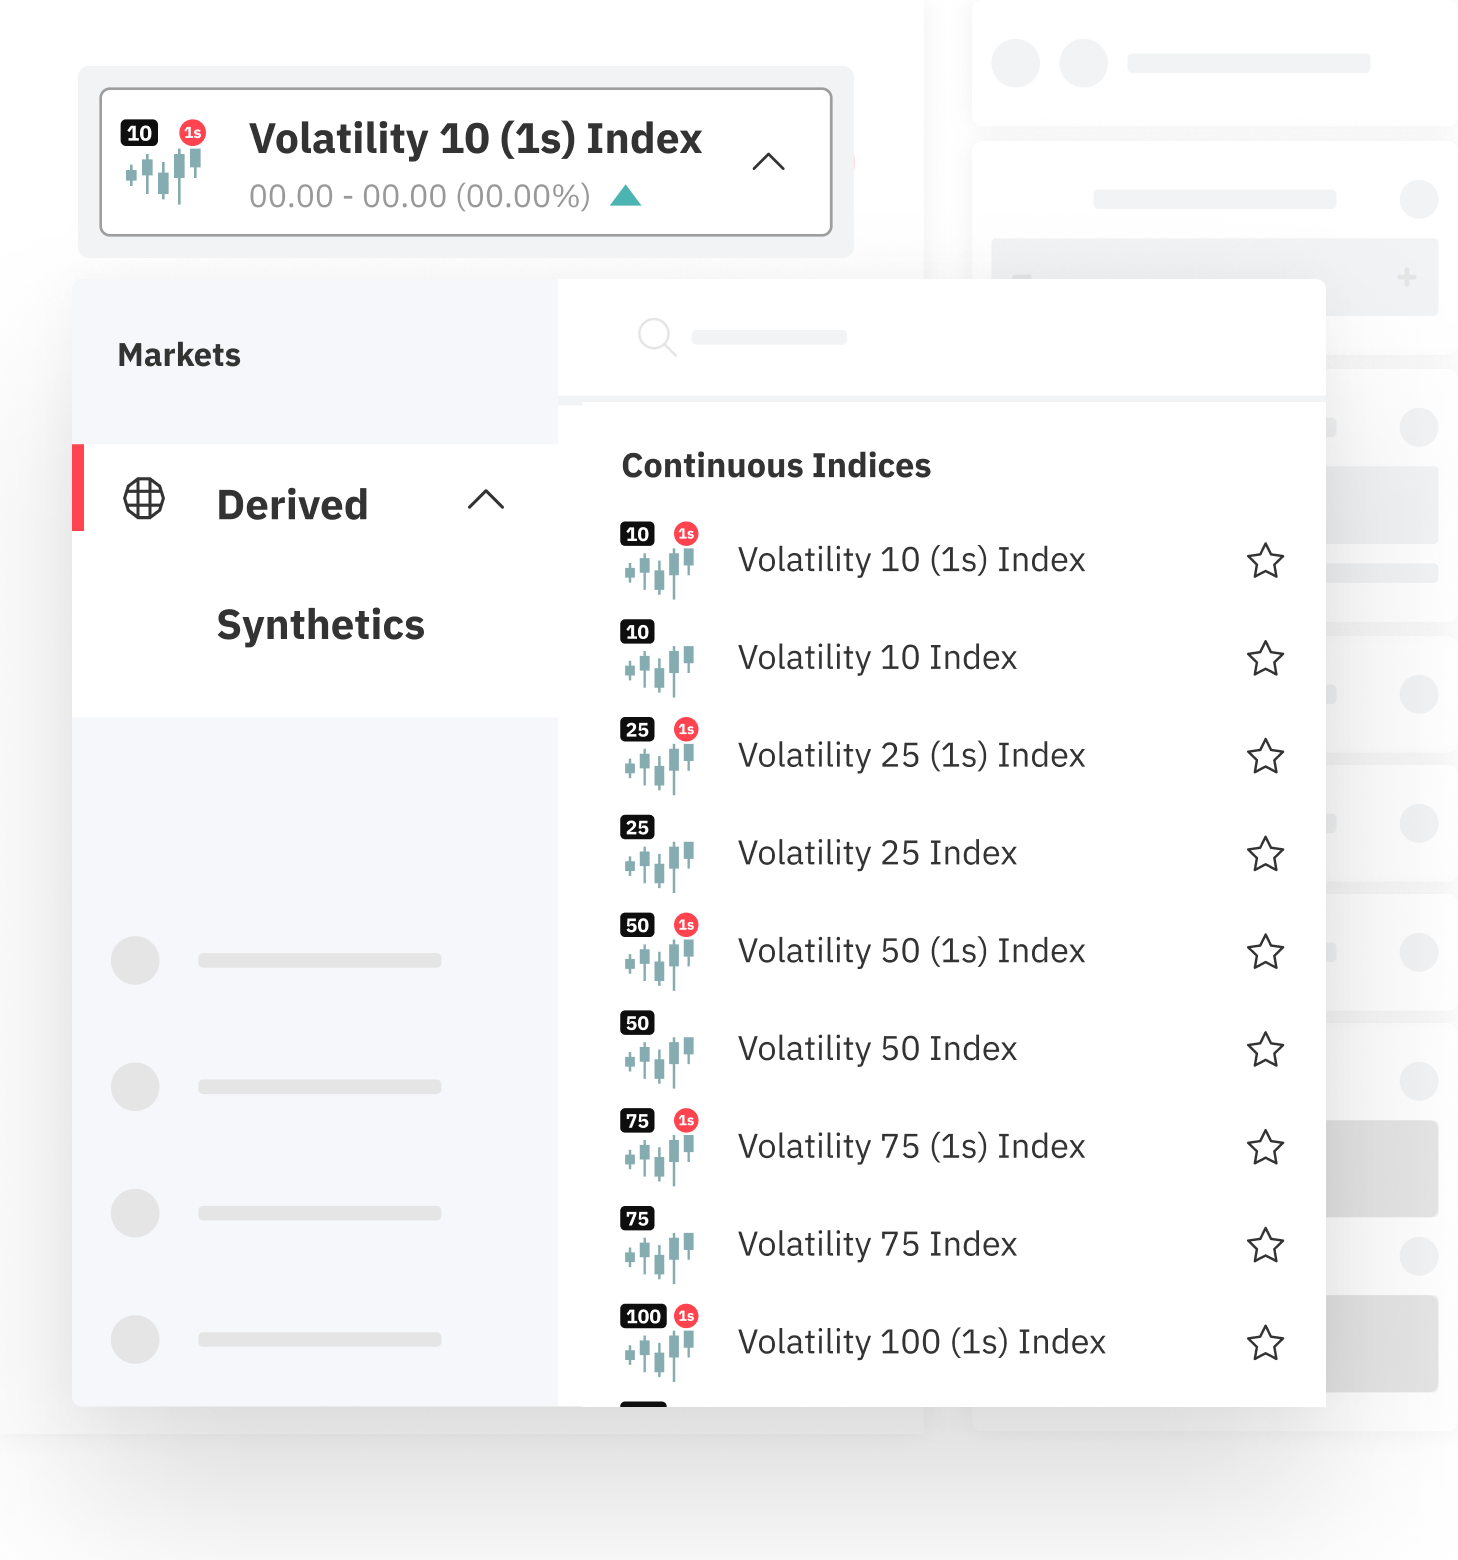 10 1s
Volatility 10 (1s) Index
00.00 - 00.00 (00.00%)
Markets
Derived
Synthetics
Continuous Indices
10 1s Volatility 10 (1s) Index
10 Volatility 10 Index
25 1s Volatility 25 (1s) Index
25 Volatility 25 Index
50 1s Volatility 50 (1s) Index
50 Volatility 50 Index
75 1s Volatility 75 (1s) Index
75 Volatility 75 Index
100 1s Volatility 100 (1s) Index